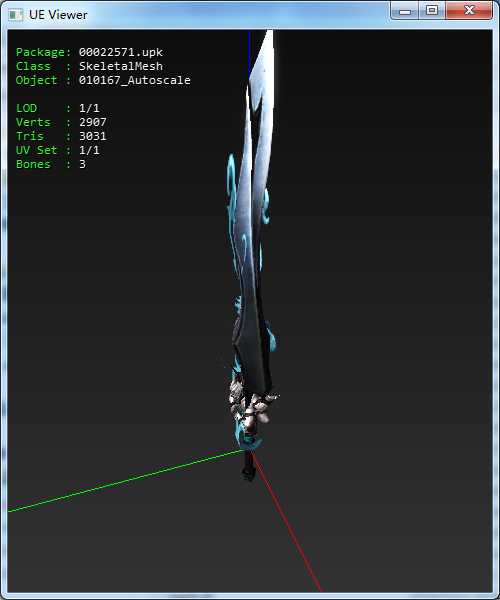 UE Viewer
Package: 00022571.upk
Class  : SkeletalMesh
Object : 010167_Autoscale
LOD    : 1/1
Verts  : 2907
Tris   : 3031
UV Set : 1/1
Bones  : 3